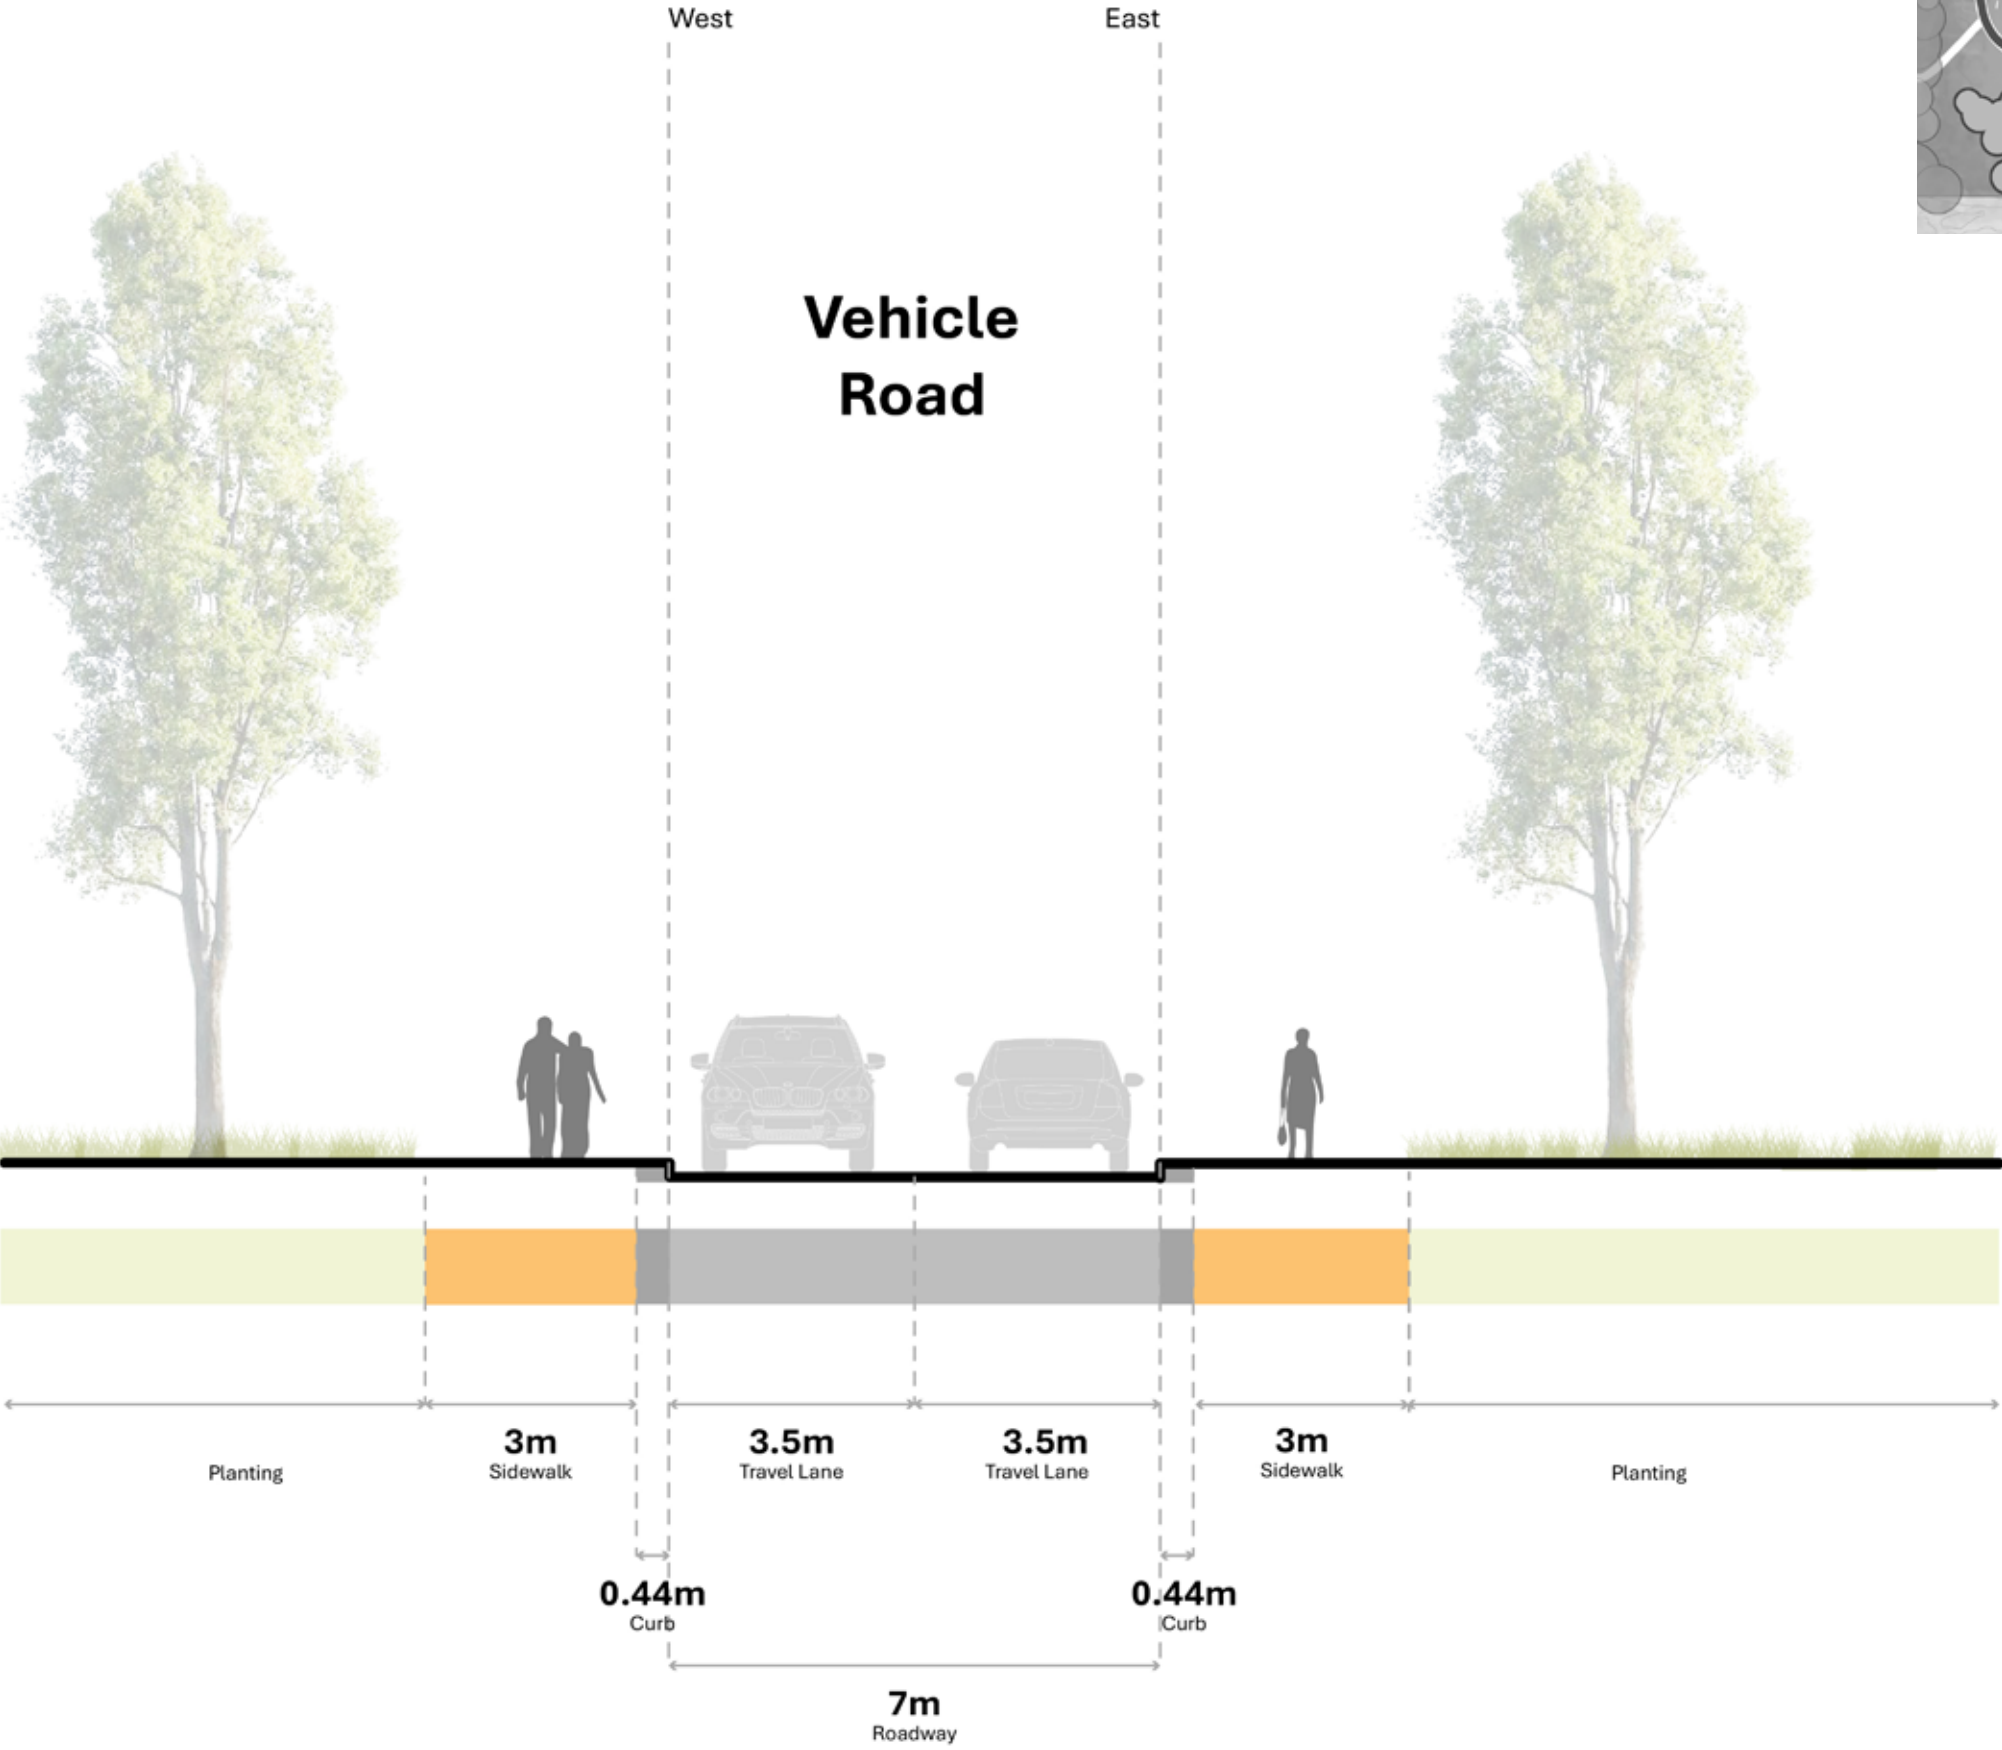 West
East
Vehicle
Road
3m
Sidewalk
3.5m
Travel Lane
3.5m
Travel Lane
3m
Sidewalk
Planting
Planting
0.44m
Curb
0.44m
Curb
7m
Roadway